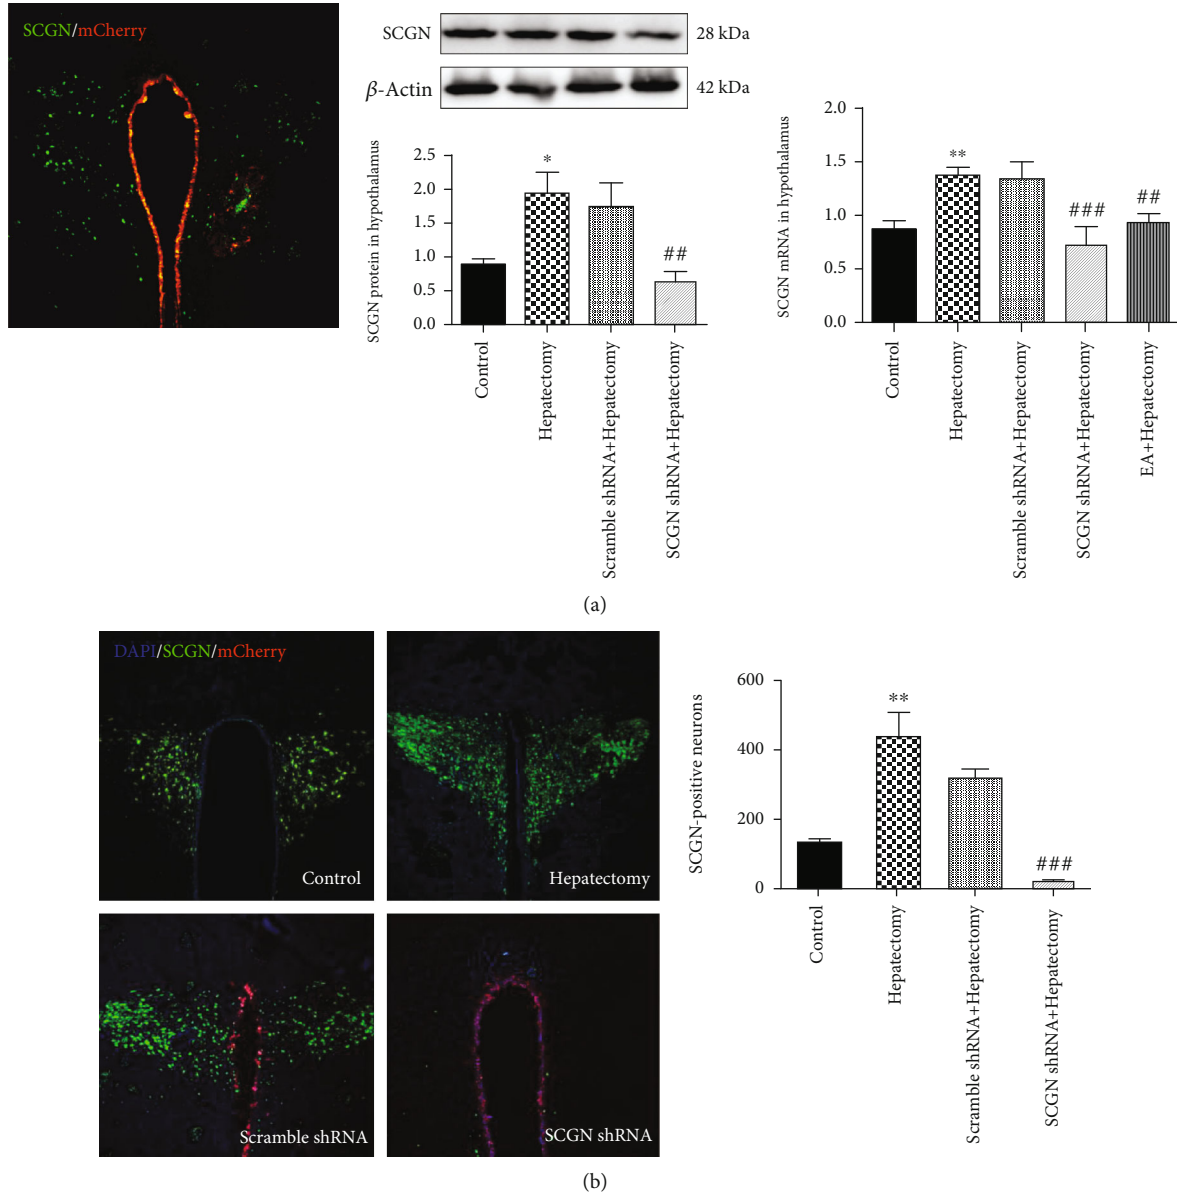 SCGN/mCherry
SCGN
28 kDa
β-Actin
42 kDa
SCGN protein in hypothalamus
2.5
2.0
1.5
1.0
0.5
0.0
*
##
Control
Hepatectomy
Scramble shRNA+Hepatectomy
SCGN shRNA+Hepatectomy
SCGN mRNA in hypothalamus
2.0
1.5
1.0
0.5
0.0
**
###
##
Control
Hepatectomy
Scramble shRNA+Hepatectomy
SCGN shRNA+Hepatectomy
EA+Hepatectomy
(a)
DAPI/SCGN/mCherry
Control
Hepatectomy
Scramble shRNA
SCGN shRNA
SCGN-positive neurons
600
400
200
0
**
###
Control
Hepatectomy
Scramble shRNA+Hepatectomy
SCGN shRNA+Hepatectomy
(b)